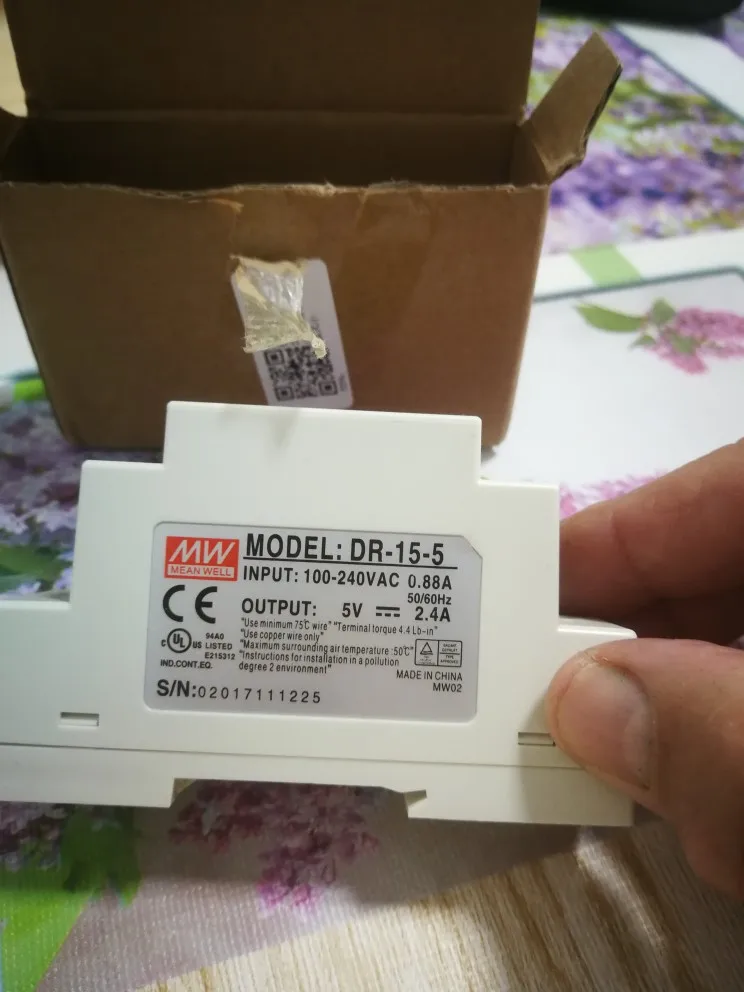 MW
MEAN WELL
MODEL: DR-15-5
INPUT: 100-240VAC 0.88A
50/60Hz
OUTPUT: 5V 2.4A
CE
"Use minimum 75℃ wire" "Terminal torque 4.4 Lb-in"
"Use copper wire only"
"Maximum surrounding air temperature :50℃"
"Instructions for installation in a pollution
degree 2 environment"
c UL US LISTED
94A0
E215312
IND.CONT.EQ.
MADE IN CHINA
MW02
S/N:02017111225